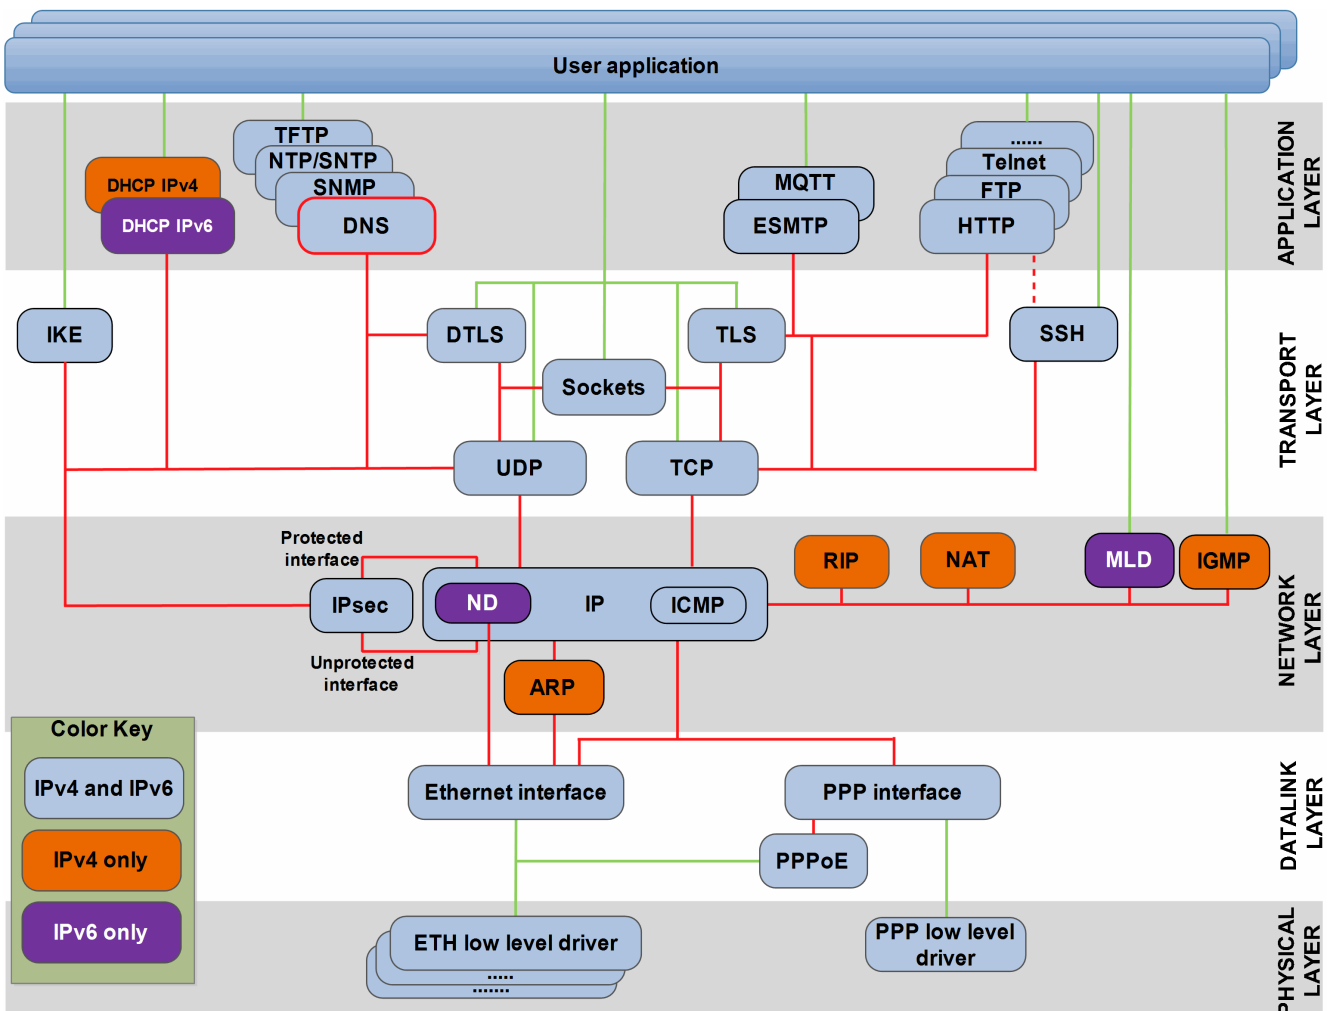 User application
TFTP
NTP/SNTP
SNMP
DNS
DHCP IPv4
DHCP IPv6
MQTT
ESMTP
......
Telnet
FTP
HTTP
APPLICATION
LAYER
IKE
DTLS
TLS
SSH
Sockets
UDP
TCP
TRANSPORT
LAYER
Protected
interface
IPsec
Unprotected
interface
ND
IP
ICMP
RIP
NAT
MLD
IGMP
ARP
NETWORK
LAYER
Color Key
IPv4 and IPv6
IPv4 only
IPv6 only
Ethernet interface
PPP interface
PPPoE
DATALINK
LAYER
ETH low level driver
.....
.......
PPP low level
driver
PHYSICAL
LAYER